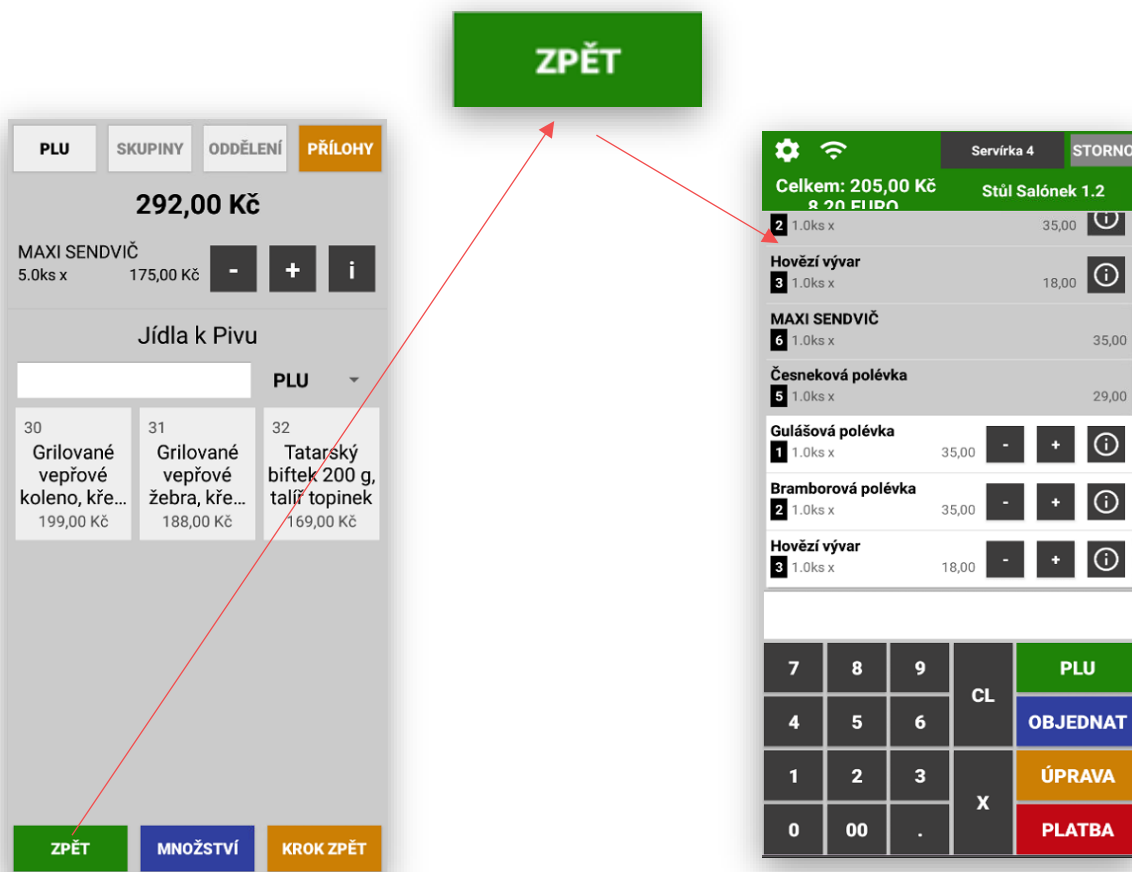 ZPĚT
PLU SKUPINY ODDĚLENÍ PŘÍLOHY
292,00 Kč
MAXI SENDVIČ
5.0ks x 175,00 Kč - + i
Jídla k Pivu
PLU
30 31 32
Grilované Grilované Tatarský
vepřové vepřové biftek 200 g,
koleno, kře... žebra, kře... talíř topinek
199,00 Kč 188,00 Kč 169,00 Kč
ZPĚT MNOŽSTVÍ KROK ZPĚT
Servírka 4 STORNO
Celkem: 205,00 Kč Stůl Salónek 1.2
8,20 EURO
2 1.0ks x 35,00
Hovězí vývar
3 1.0ks x 18,00
MAXI SENDVIČ
6 1.0ks x 35,00
Česneková polévka
5 1.0ks x 29,00
Gulášová polévka
1 1.0ks x 35,00 - +
Bramborová polévka
2 1.0ks x 35,00 - +
Hovězí vývar
3 1.0ks x 18,00 - +
7 8 9 CL PLU
4 5 6 OBJEDNAT
1 2 3 X ÚPRAVA
0 00 . PLATBA